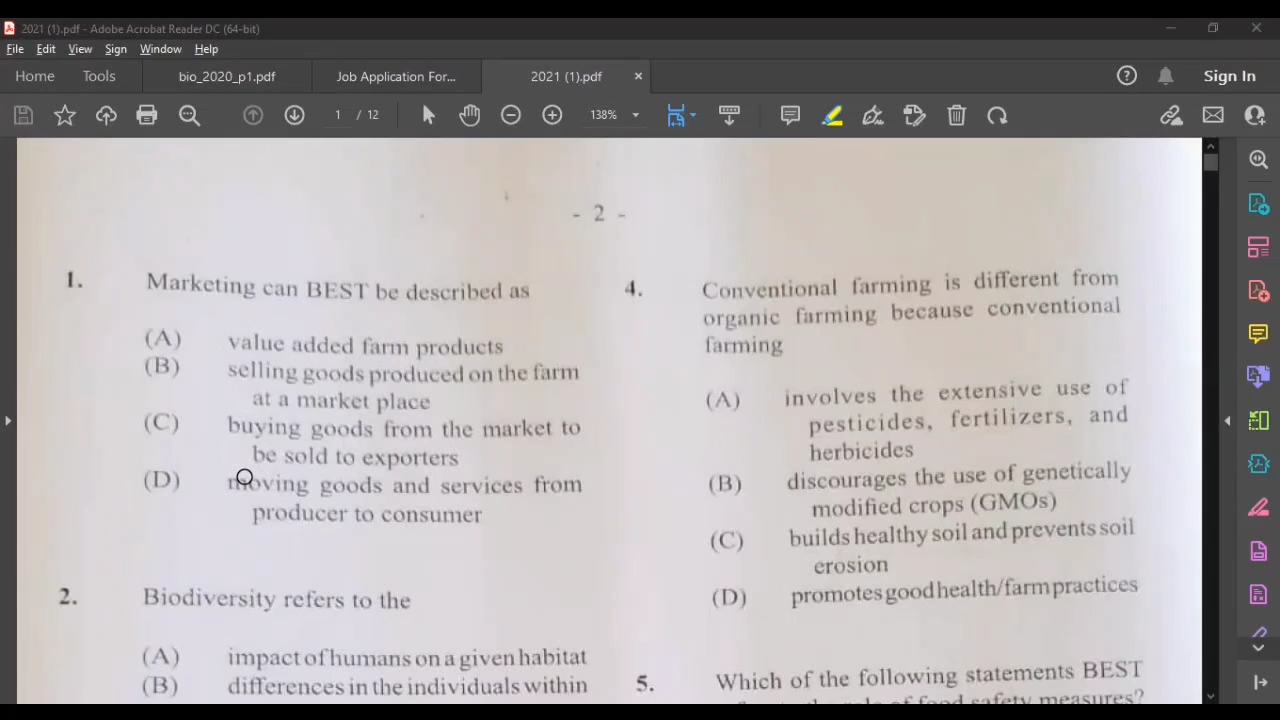 2021 (1).pdf - Adobe Acrobat Reader DC (64-bit)
File Edit View Sign Window Help
Home Tools bio_2020_p1.pdf Job Application For... 2021 (1).pdf Sign In
1 / 12 138%
- 2 -
1. Marketing can BEST be described as
(A) value added farm products
(B) selling goods produced on the farm
at a market place
(C) buying goods from the market to
be sold to exporters
(D) moving goods and services from
producer to consumer
2. Biodiversity refers to the
(A) impact of humans on a given habitat
(B) differences in the individuals within
4. Conventional farming is different from
organic farming because conventional
farming
(A) involves the extensive use of
pesticides, fertilizers, and
herbicides
(B) discourages the use of genetically
modified crops (GMOs)
(C) builds healthy soil and prevents soil
erosion
(D) promotes good health/farm practices
5. Which of the following statements BEST
the role of food safety measures?